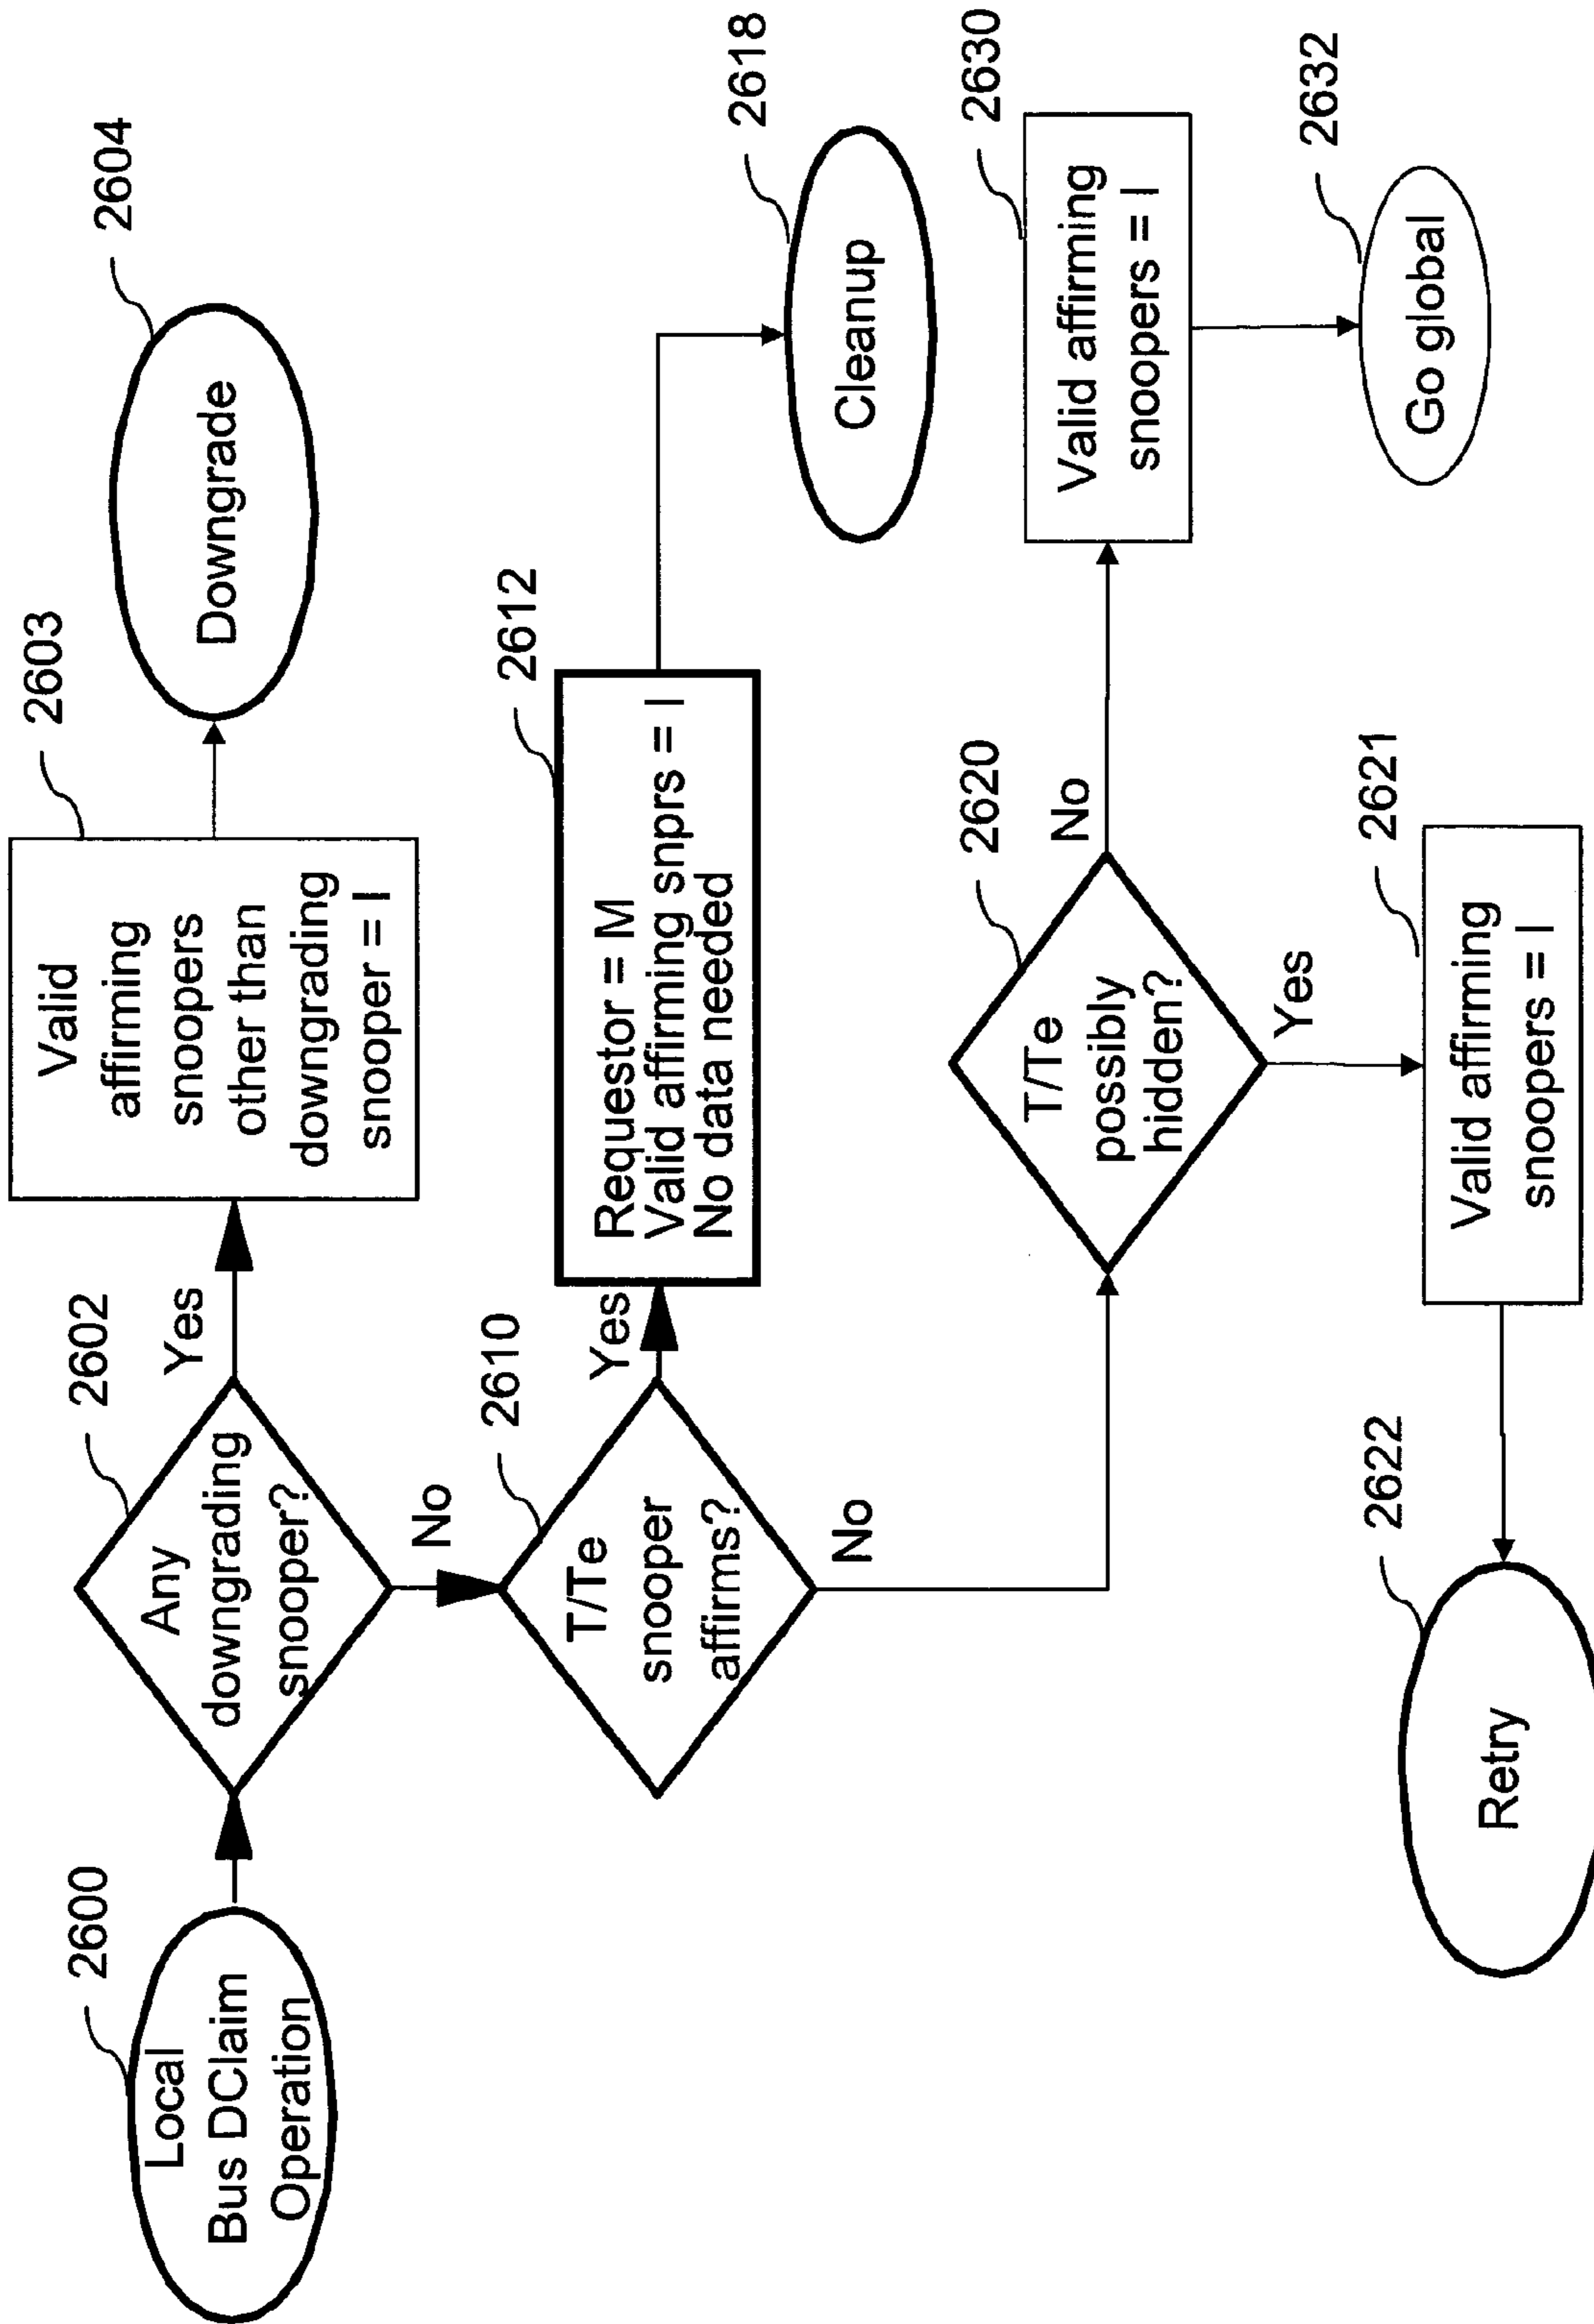 2600
Local
Bus DClaim
Operation
2602
Any
downgrading
snooper?
Yes
No
2603
Valid
affirming
snoopers
other than
downgrading
snooper = I
2604
Downgrade
2610
T/Te
snooper
affirms?
Yes
No
2612
Requestor = M
Valid affirming snprs = I
No data needed
2618
Cleanup
2620
T/Te
possibly
hidden?
No
Yes
2630
Valid affirming
snoopers = I
2632
Go global
2621
Valid affirming
snoopers = I
2622
Retry